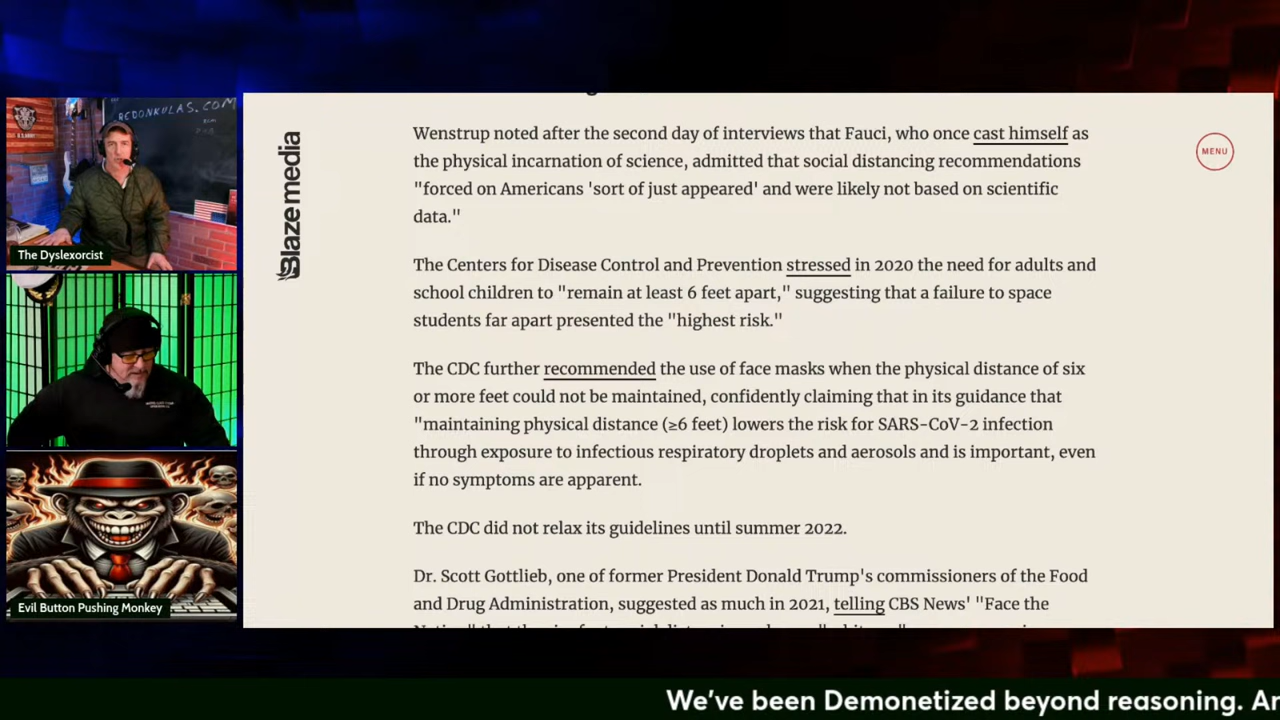 REDONKULAS.COM
U.S. ARMY
The Dyslexorcist
Evil Button Pushing Monkey
Blaze media
MENU
Wenstrup noted after the second day of interviews that Fauci, who once cast himself as
the physical incarnation of science, admitted that social distancing recommendations
"forced on Americans 'sort of just appeared' and were likely not based on scientific
data."
The Centers for Disease Control and Prevention stressed in 2020 the need for adults and
school children to "remain at least 6 feet apart," suggesting that a failure to space
students far apart presented the "highest risk."
The CDC further recommended the use of face masks when the physical distance of six
or more feet could not be maintained, confidently claiming that in its guidance that
"maintaining physical distance (≥6 feet) lowers the risk for SARS-CoV-2 infection
through exposure to infectious respiratory droplets and aerosols and is important, even
if no symptoms are apparent.
The CDC did not relax its guidelines until summer 2022.
Dr. Scott Gottlieb, one of former President Donald Trump's commissioners of the Food
and Drug Administration, suggested as much in 2021, telling CBS News' "Face the
We've been Demonetized beyond reasoning. Ar